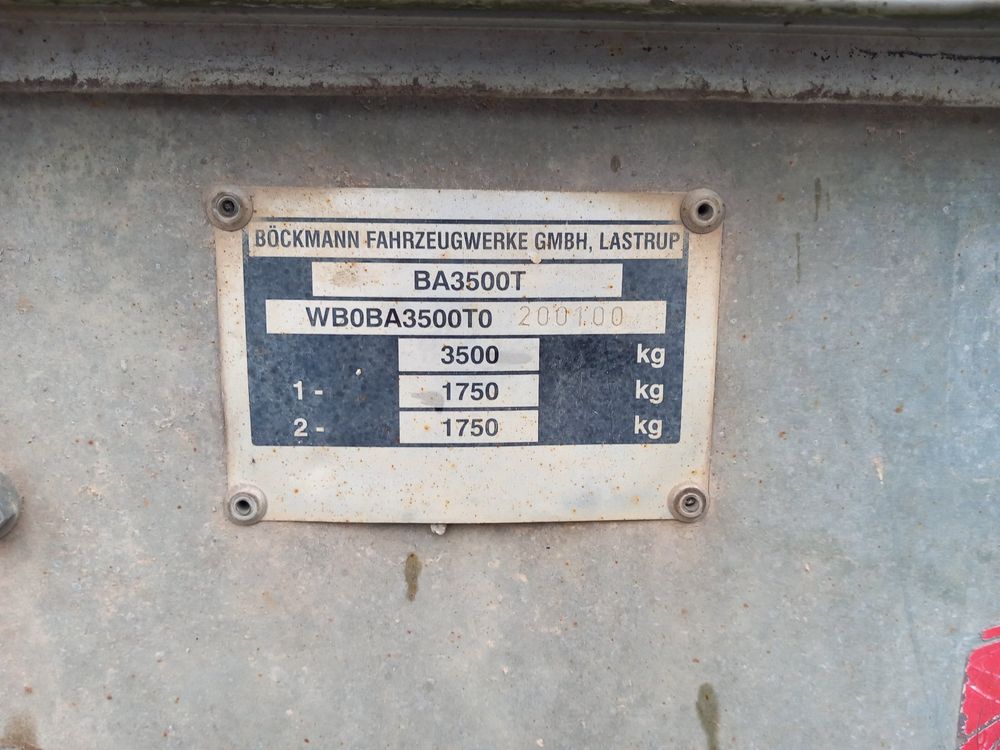 BÖCKMANN FAHRZEUGWERKE GMBH, LASTRUP
BA3500T
WB0BA3500T0 200100
3500 kg
1 - 1750 kg
2 - 1750 kg